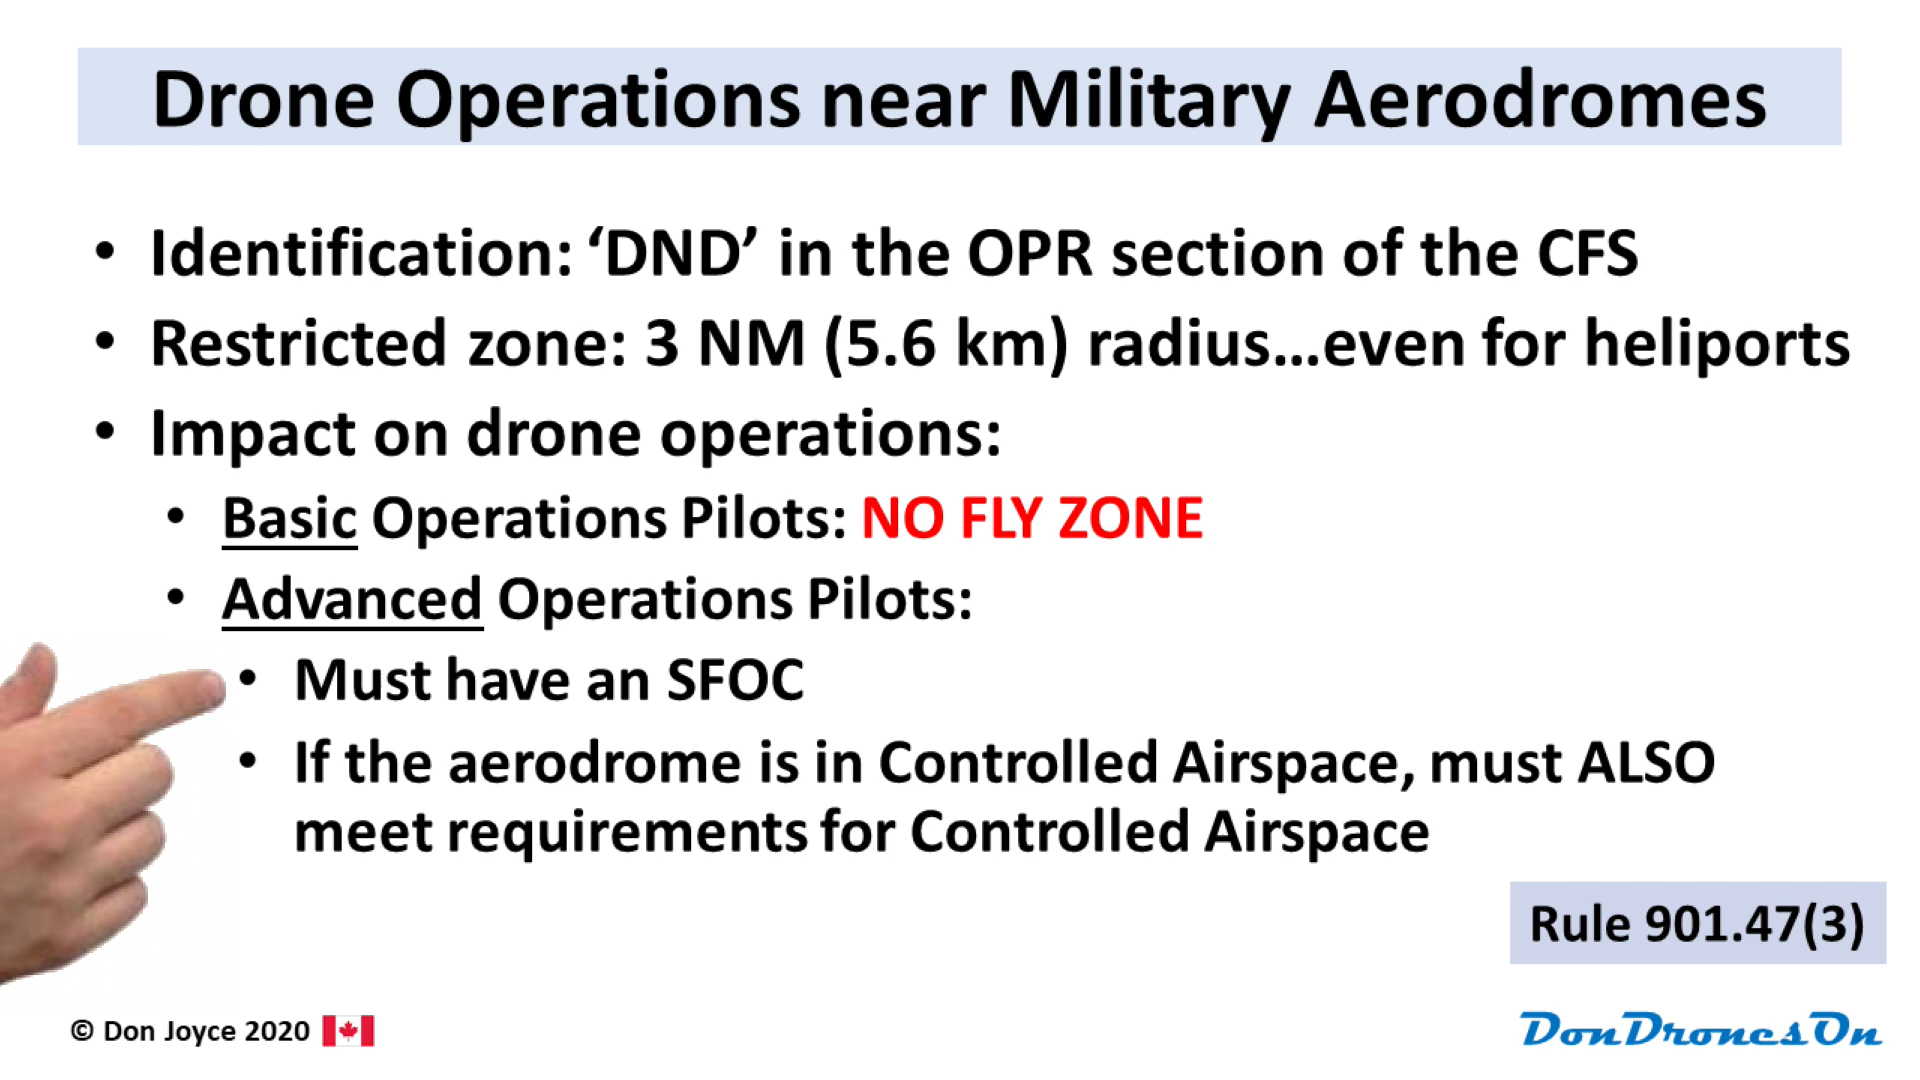 Drone Operations near Military Aerodromes
• Identification: ‘DND’ in the OPR section of the CFS
• Restricted zone: 3 NM (5.6 km) radius…even for heliports
• Impact on drone operations:
• Basic Operations Pilots: NO FLY ZONE
• Advanced Operations Pilots:
• Must have an SFOC
• If the aerodrome is in Controlled Airspace, must ALSO
meet requirements for Controlled Airspace
Rule 901.47(3)
© Don Joyce 2020
DonDronesOn